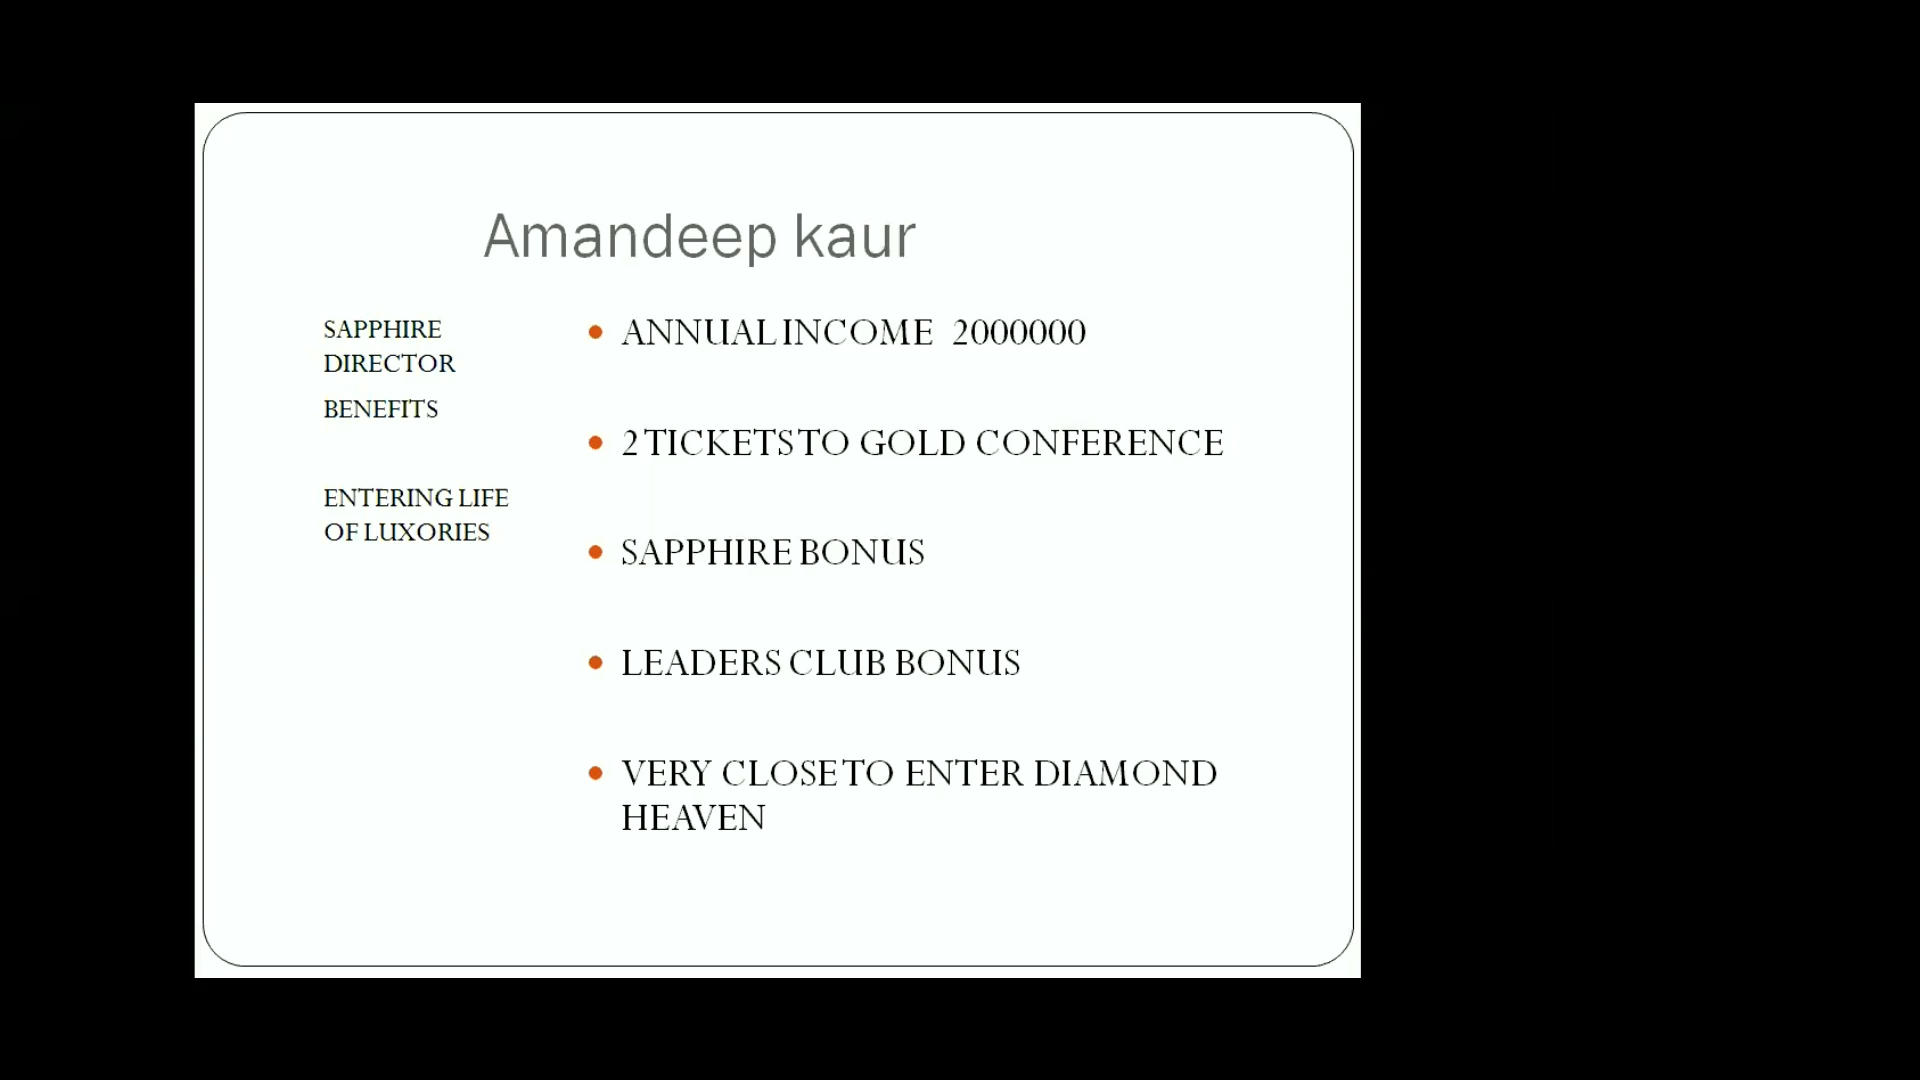 Amandeep kaur
SAPPHIRE
DIRECTOR
BENEFITS
ENTERING LIFE
OF LUXORIES
ANNUAL INCOME 2000000
2 TICKETS TO GOLD CONFERENCE
SAPPHIRE BONUS
LEADERS CLUB BONUS
VERY CLOSE TO ENTER DIAMOND
HEAVEN